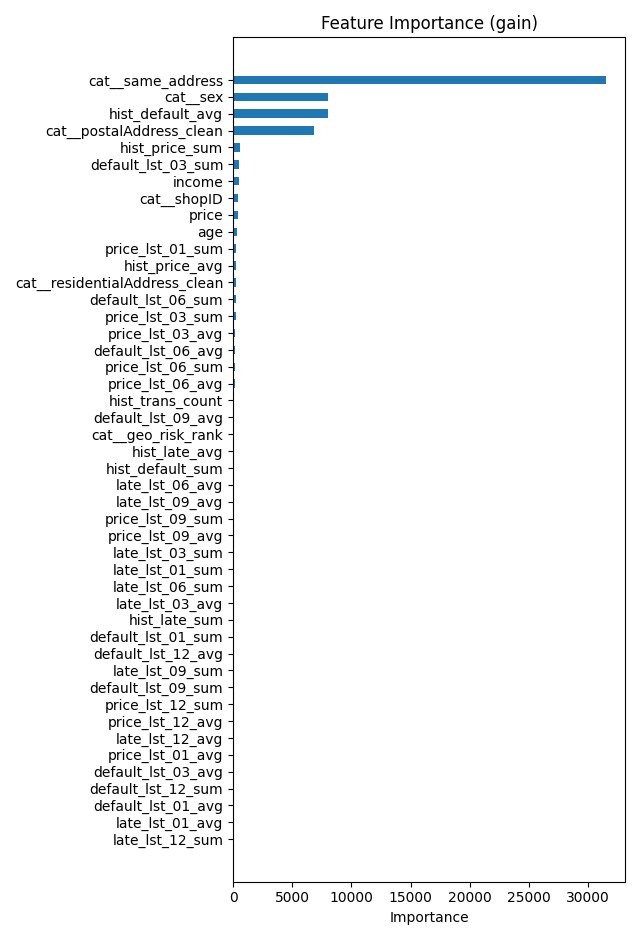 Feature Importance (gain)
cat__same_address
cat__sex
hist_default_avg
cat__postalAddress_clean
hist_price_sum
default_lst_03_sum
income
cat__shopID
price
age
price_lst_01_sum
hist_price_avg
cat__residentialAddress_clean
default_lst_06_sum
price_lst_03_sum
price_lst_03_avg
default_lst_06_avg
price_lst_06_sum
price_lst_06_avg
hist_trans_count
default_lst_09_avg
cat__geo_risk_rank
hist_late_avg
hist_default_sum
late_lst_06_avg
late_lst_09_avg
price_lst_09_sum
price_lst_09_avg
late_lst_03_sum
late_lst_01_sum
late_lst_06_sum
late_lst_03_avg
hist_late_sum
default_lst_01_sum
default_lst_12_avg
late_lst_09_sum
default_lst_09_sum
price_lst_12_sum
price_lst_12_avg
late_lst_12_avg
price_lst_01_avg
default_lst_03_avg
default_lst_12_sum
default_lst_01_avg
late_lst_01_avg
late_lst_12_sum
0 5000 10000 15000 20000 25000 30000
Importance